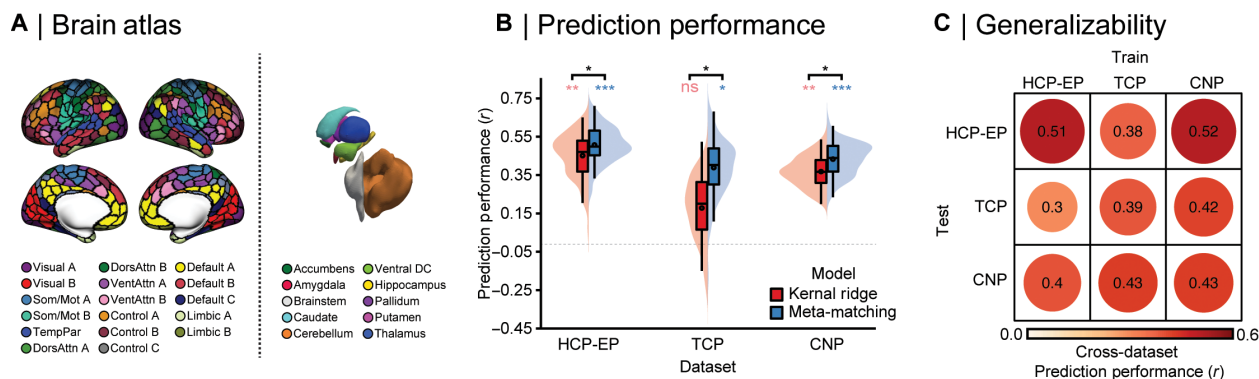 A | Brain atlas
Visual A
Visual B
Som/Mot A
Som/Mot B
TempPar
DorsAttn A
DorsAttn B
VentAttn A
VentAttn B
Control A
Control B
Control C
Default A
Default B
Default C
Limbic A
Limbic B
Accumbens
Amygdala
Brainstem
Caudate
Cerebellum
Ventral DC
Hippocampus
Pallidum
Putamen
Thalamus
B | Prediction performance
* * *
** *** ns * ** ***
Prediction performance (r)
0.75
0.55
0.35
0.15
−0.05
−0.25
−0.45
Model
Kernal ridge
Meta-matching
HCP-EP TCP CNP
Dataset
C | Generalizability
Train
HCP-EP TCP CNP
Test
HCP-EP 0.51 0.38 0.52
TCP 0.3 0.39 0.42
CNP 0.4 0.43 0.43
0.0 0.6
Cross-dataset
Prediction performance (r)